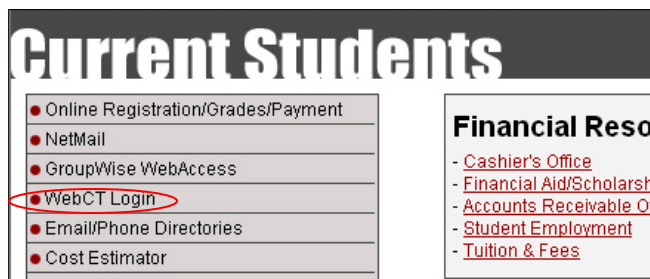 Current Students
Online Registration/Grades/Payment
NetMail
GroupWise WebAccess
WebCT Login
Email/Phone Directories
Cost Estimator
Financial Reso
- Cashier's Office
- Financial Aid/Scholarsh
- Accounts Receivable O
- Student Employment
- Tuition & Fees